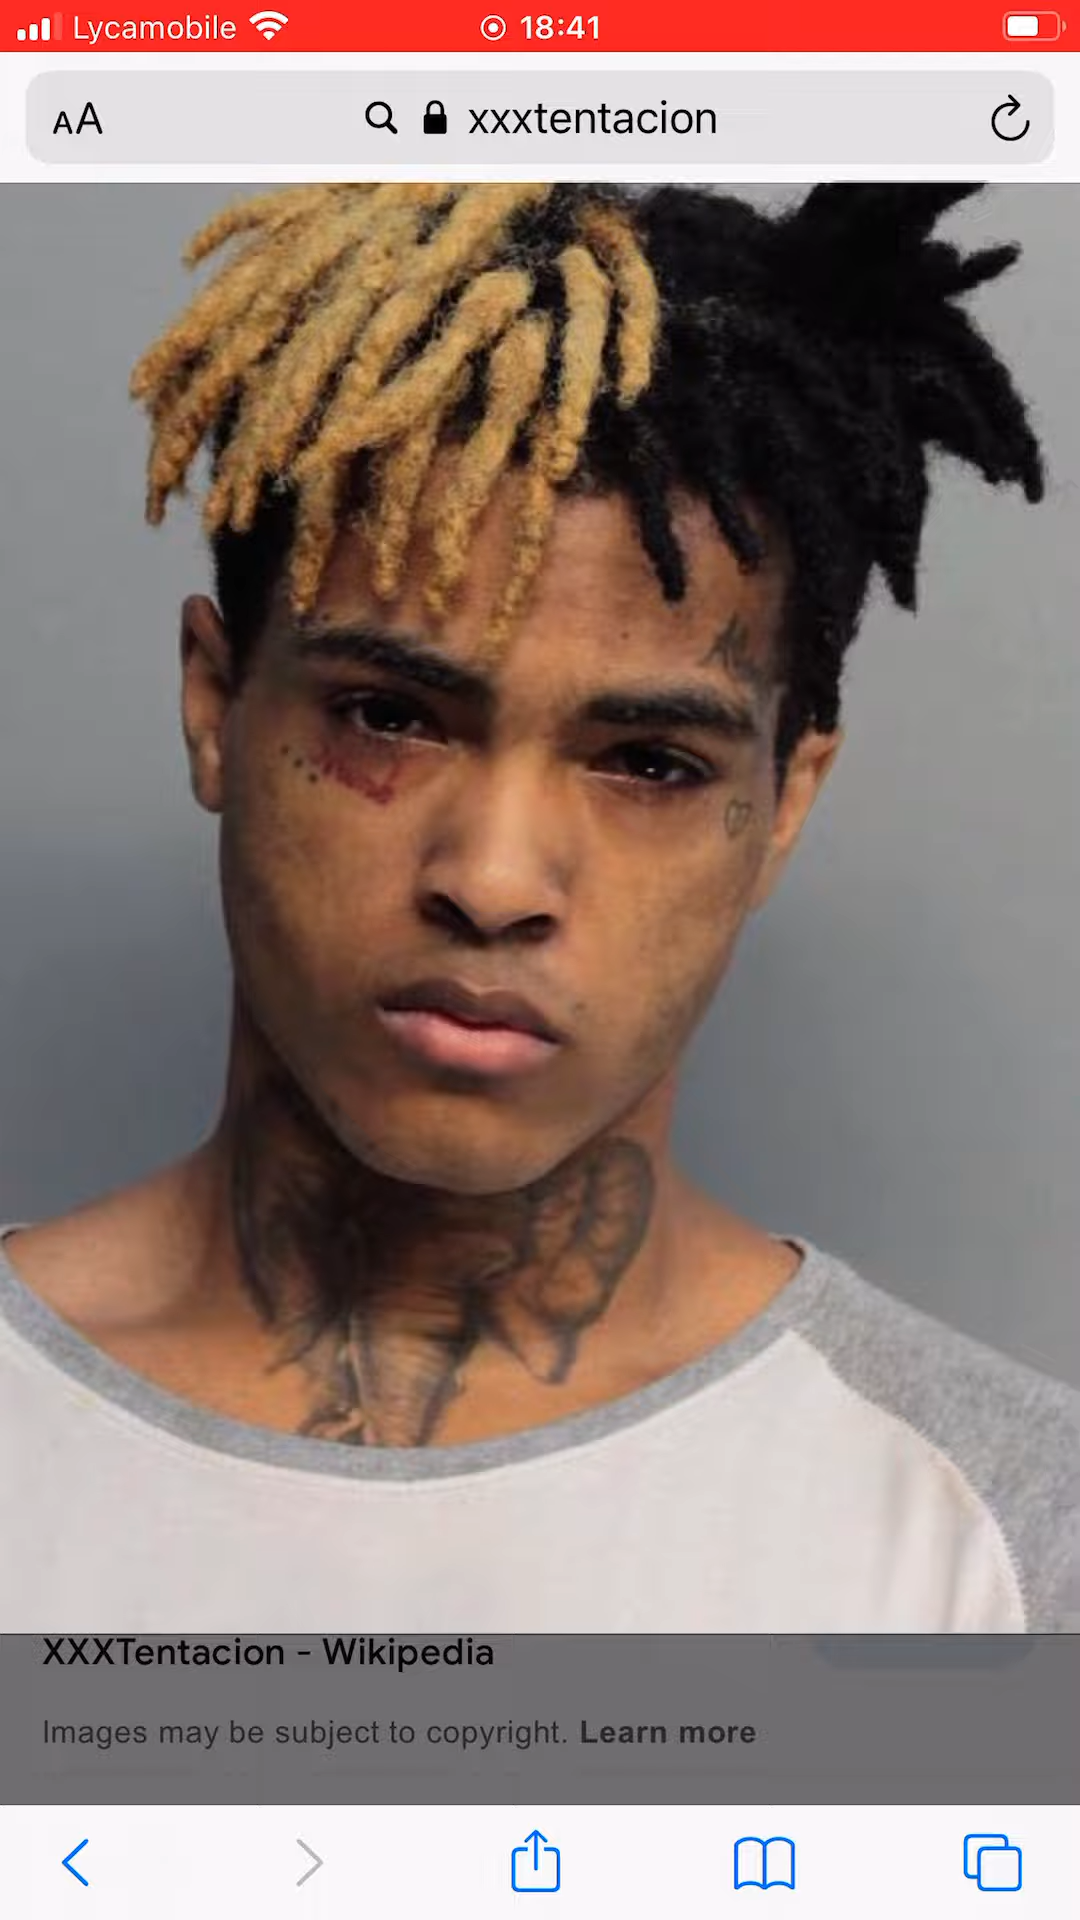 Lycamobile 18:41
AA xxxtentacion
XXXTentacion - Wikipedia
Images may be subject to copyright. Learn more